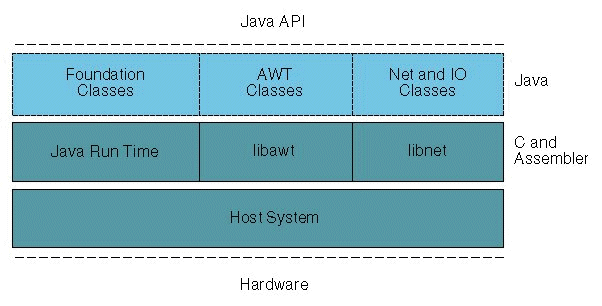 Java API
Foundation
Classes
AWT
Classes
Net and IO
Classes
Java
Java Run Time
libawt
libnet
C and
Assembler
Host System
Hardware